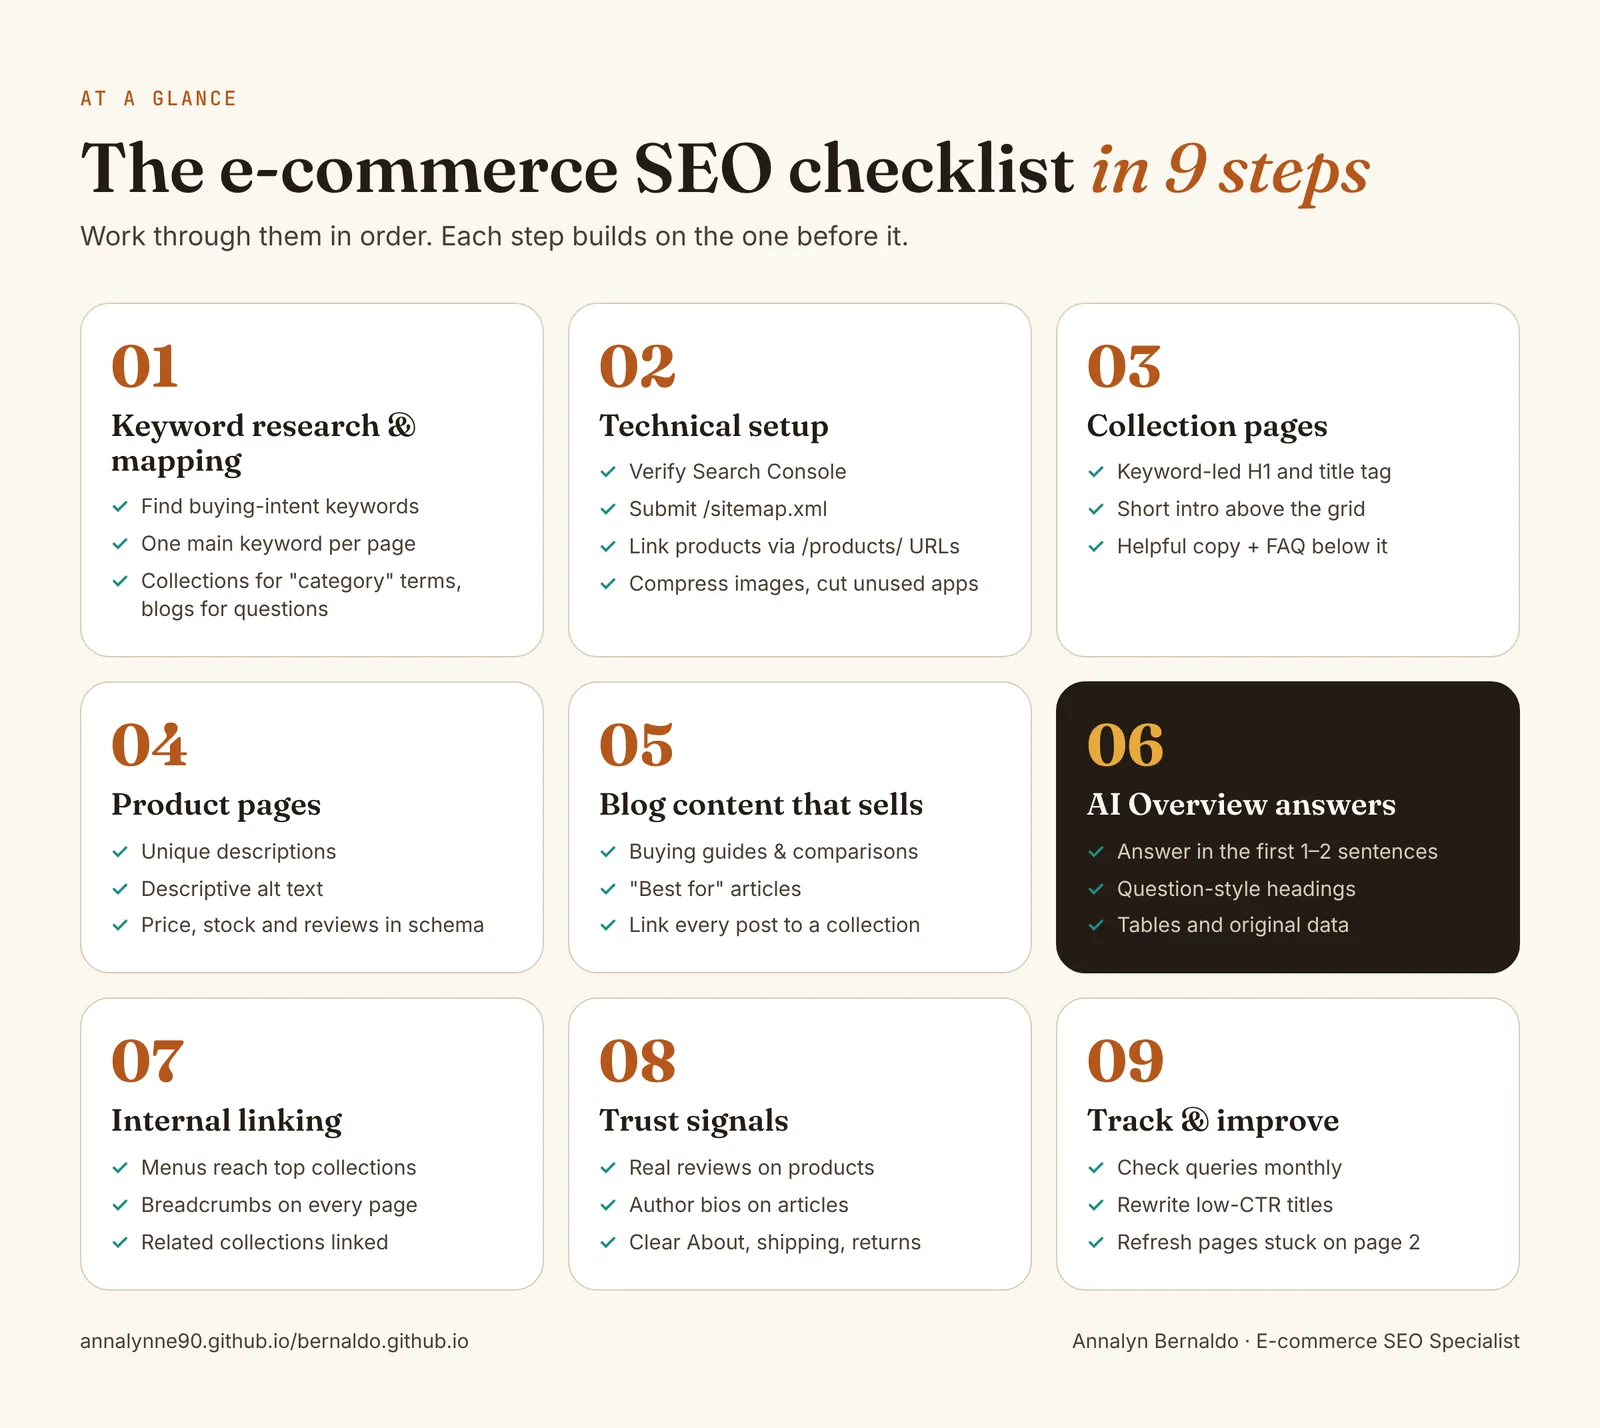 AT A GLANCE
The e-commerce SEO checklist in 9 steps
Work through them in order. Each step builds on the one before it.
01
Keyword research &
mapping
Find buying-intent keywords
One main keyword per page
Collections for "category" terms,
blogs for questions
02
Technical setup
Verify Search Console
Submit /sitemap.xml
Link products via /products/ URLs
Compress images, cut unused apps
03
Collection pages
Keyword-led H1 and title tag
Short intro above the grid
Helpful copy + FAQ below it
04
Product pages
Unique descriptions
Descriptive alt text
Price, stock and reviews in schema
05
Blog content that sells
Buying guides & comparisons
"Best for" articles
Link every post to a collection
06
AI Overview answers
Answer in the first 1–2 sentences
Question-style headings
Tables and original data
07
Internal linking
Menus reach top collections
Breadcrumbs on every page
Related collections linked
08
Trust signals
Real reviews on products
Author bios on articles
Clear About, shipping, returns
09
Track & improve
Check queries monthly
Rewrite low-CTR titles
Refresh pages stuck on page 2
annalynne90.github.io/bernaldo.github.io
Annalyn Bernaldo · E-commerce SEO Specialist